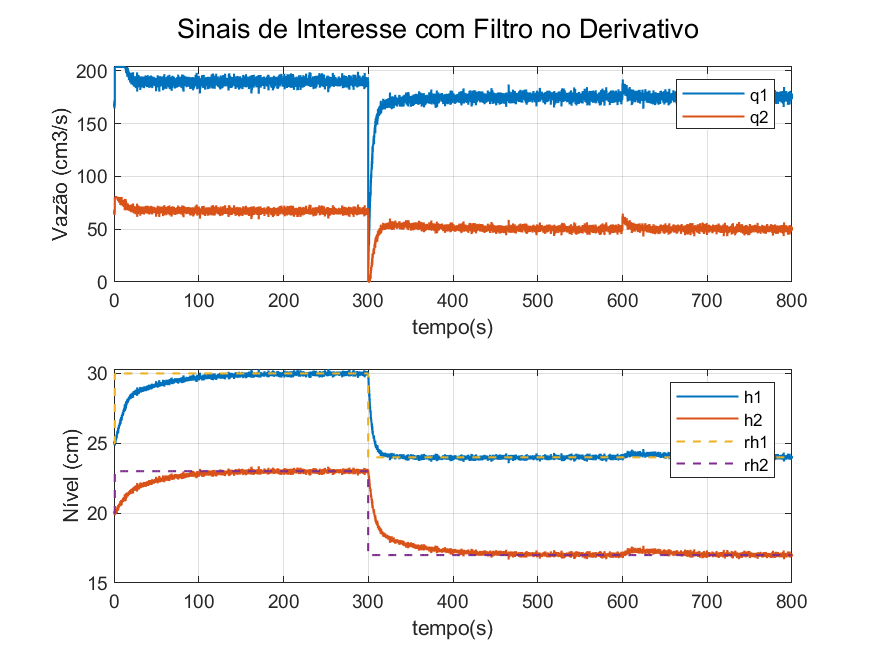 Sinais de Interesse com Filtro no Derivativo
200
150
100
50
0
Vazão (cm3/s)
q1
q2
0 100 200 300 400 500 600 700 800
tempo(s)
30
25
20
15
Nível (cm)
h1
h2
rh1
rh2
0 100 200 300 400 500 600 700 800
tempo(s)